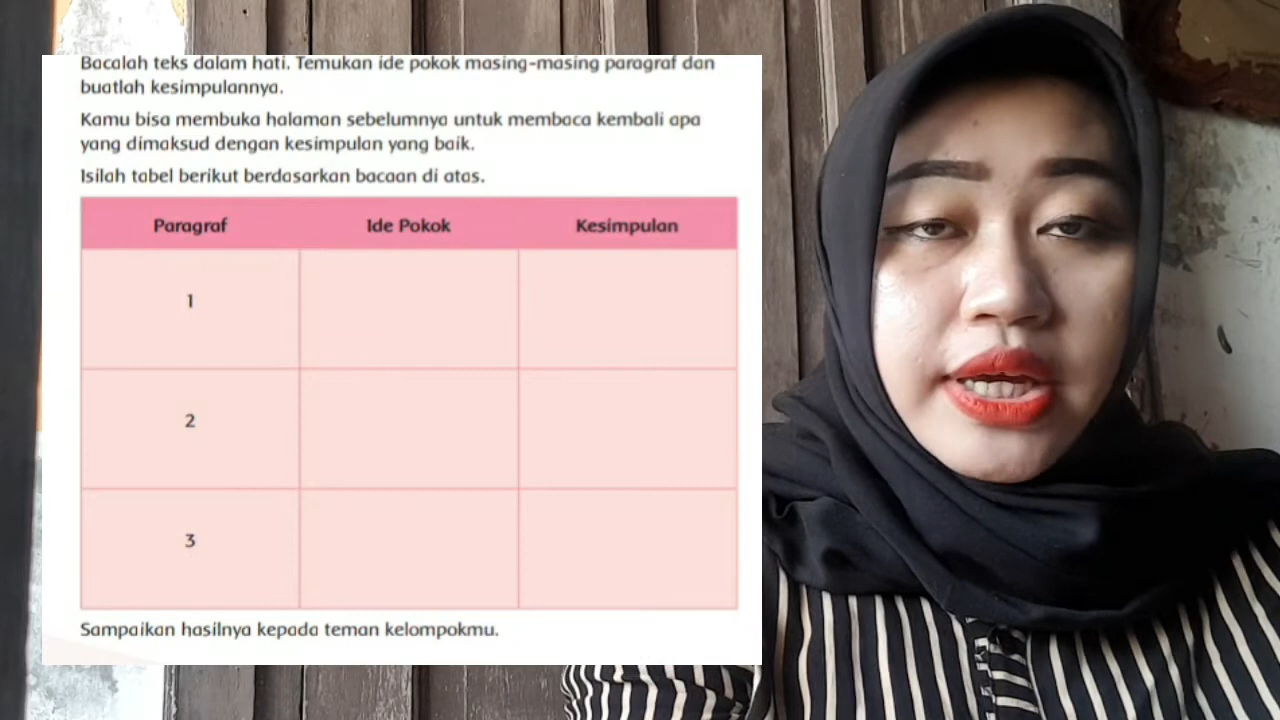 Bacalah teks dalam hati. Temukan ide pokok masing-masing paragraf dan
buatlah kesimpulannya.
Kamu bisa membuka halaman sebelumnya untuk membaca kembali apa
yang dimaksud dengan kesimpulan yang baik.
Isilah tabel berikut berdasarkan bacaan di atas.
Paragraf Ide Pokok Kesimpulan
1
2
3
Sampaikan hasilnya kepada teman kelompokmu.